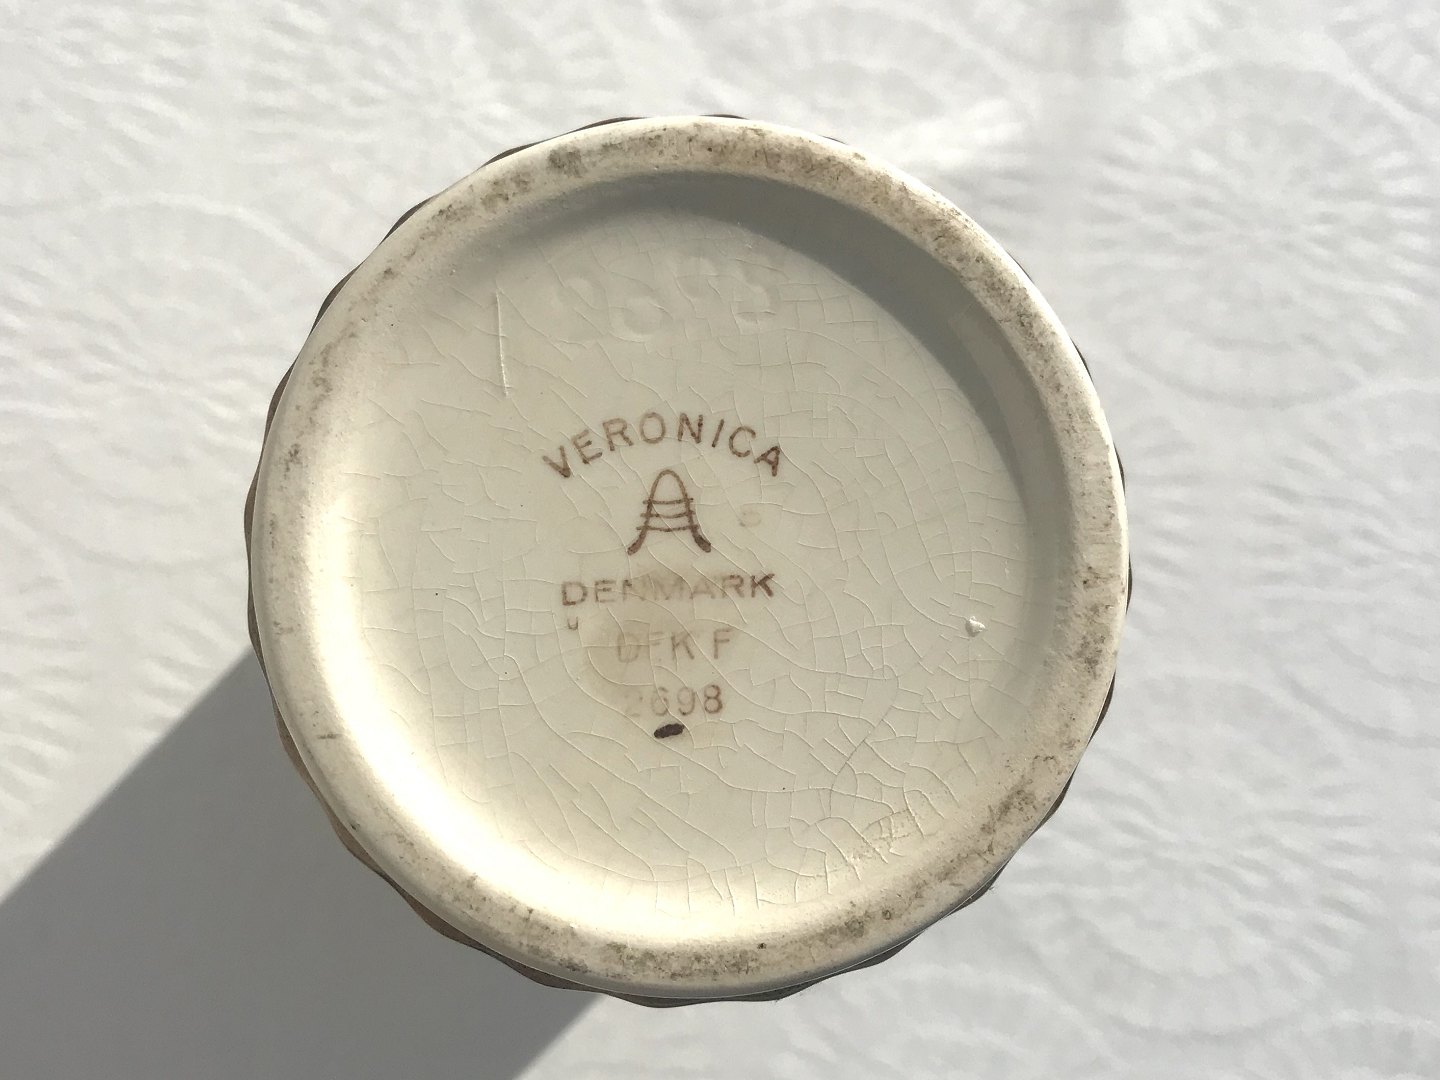 VERONICA
DENMARK
DFKF
2698